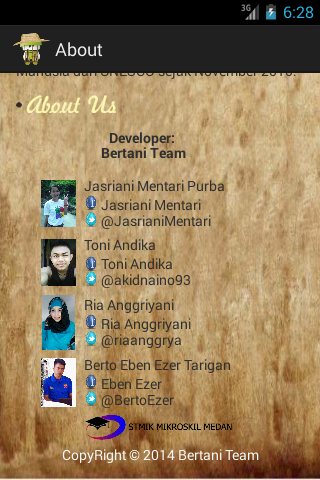 3G 6:28
About
Manusia dari UNESCO sejak November 2010.
• About Us
Developer:
Bertani Team
Jasriani Mentari Purba
Jasriani Mentari
@JasrianiMentari
Toni Andika
Toni Andika
@akidnaino93
Ria Anggriyani
Ria Anggriyani
@riaanggrya
Berto Eben Ezer Tarigan
Eben Ezer
@BertoEzer
STMIK MIKROSKIL MEDAN
CopyRight © 2014 Bertani Team